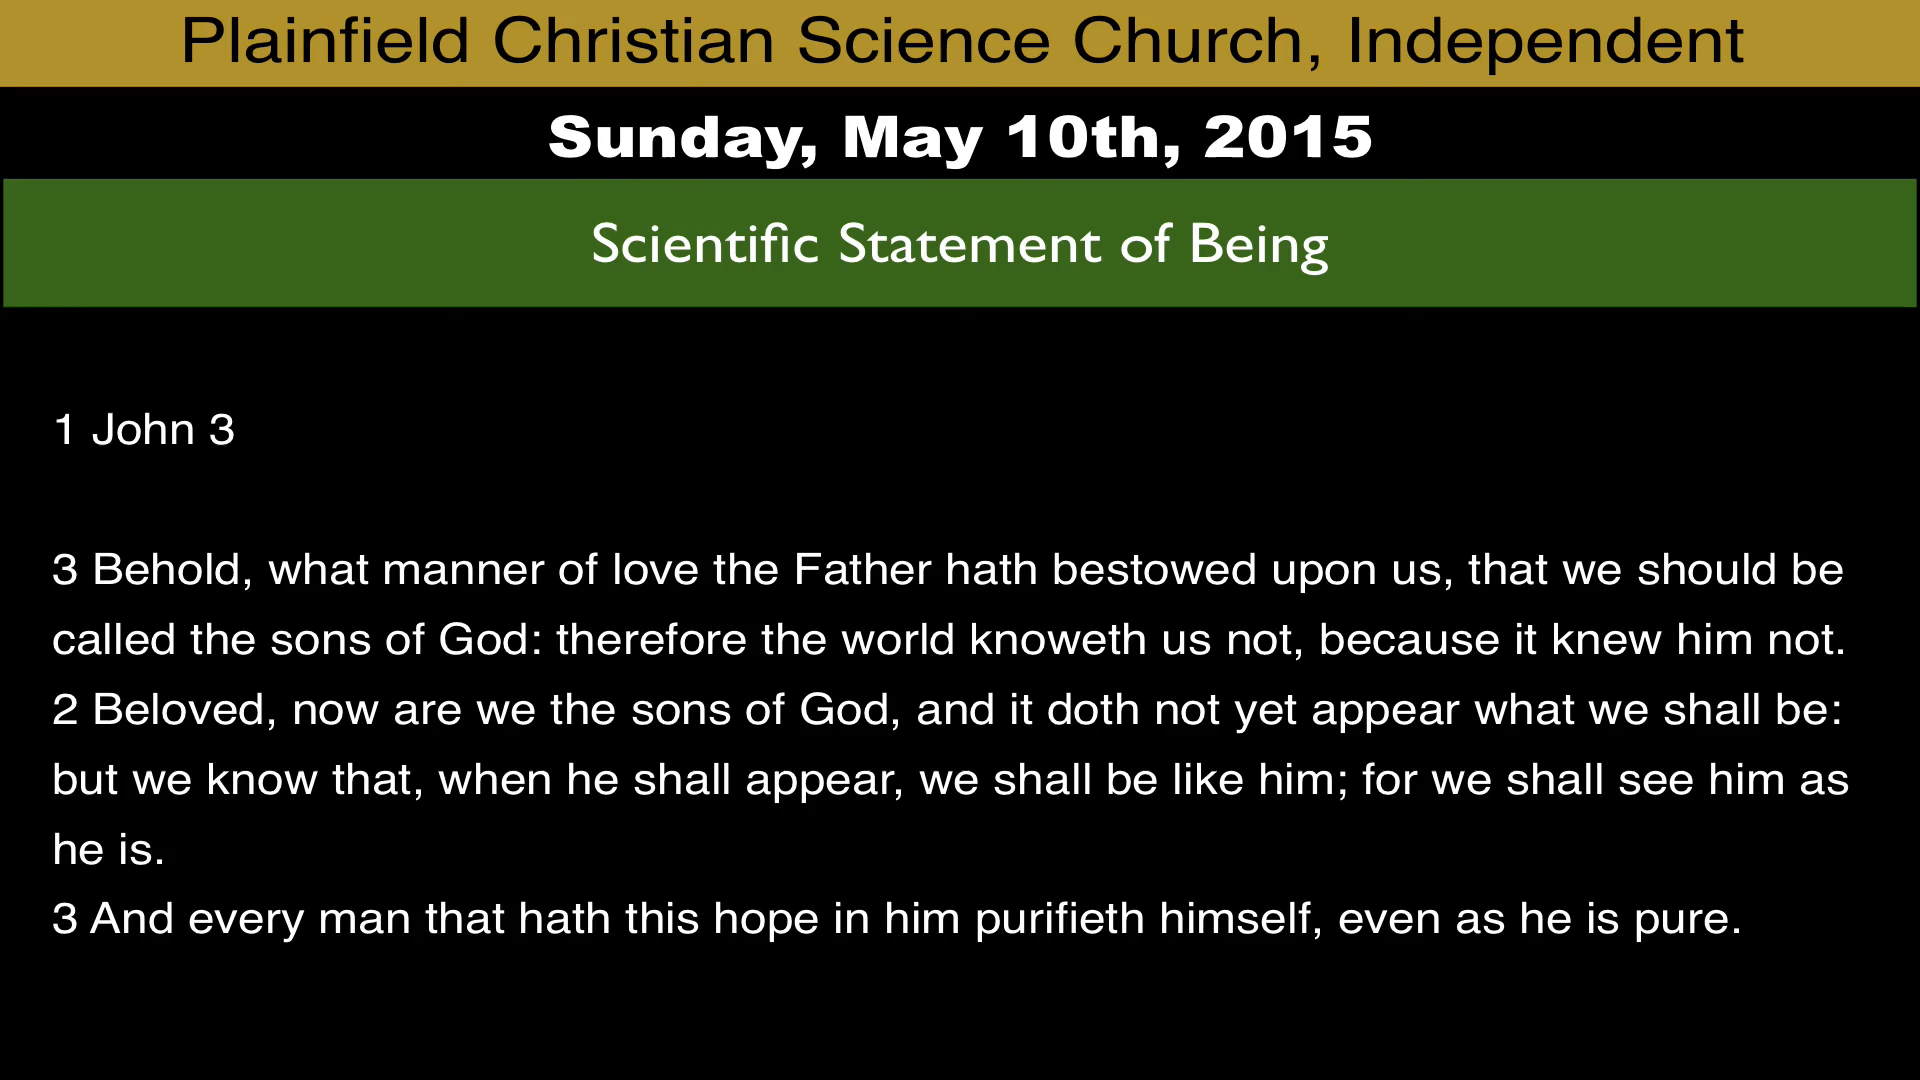 Plainfield Christian Science Church, Independent
Sunday, May 10th, 2015
Scientific Statement of Being
1 John 3
3 Behold, what manner of love the Father hath bestowed upon us, that we should be
called the sons of God: therefore the world knoweth us not, because it knew him not.
2 Beloved, now are we the sons of God, and it doth not yet appear what we shall be:
but we know that, when he shall appear, we shall be like him; for we shall see him as
he is.
3 And every man that hath this hope in him purifieth himself, even as he is pure.